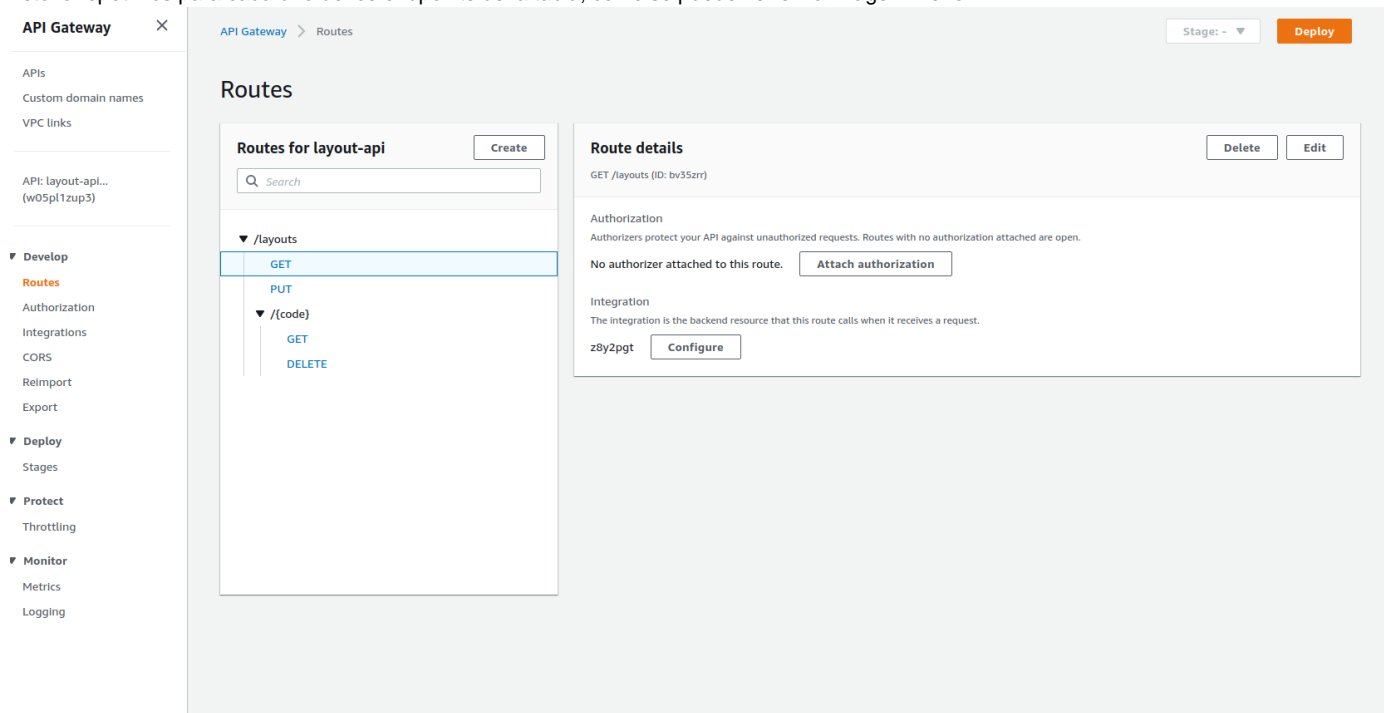 API Gateway
API Gateway > Routes
Stage: -
Deploy
APIs
Custom domain names
VPC links
API: layout-api...
(w05pl1zup3)
Develop
Routes
Authorization
Integrations
CORS
Reimport
Export
Deploy
Stages
Protect
Throttling
Monitor
Metrics
Logging
Routes
Routes for layout-api
Create
Search
/layouts
GET
PUT
/{code}
GET
DELETE
Route details
Delete
Edit
GET /layouts (ID: bv35zrr)
Authorization
Authorizers protect your API against unauthorized requests. Routes with no authorization attached are open.
No authorizer attached to this route.
Attach authorization
Integration
The integration is the backend resource that this route calls when it receives a request.
z8y2pgt
Configure